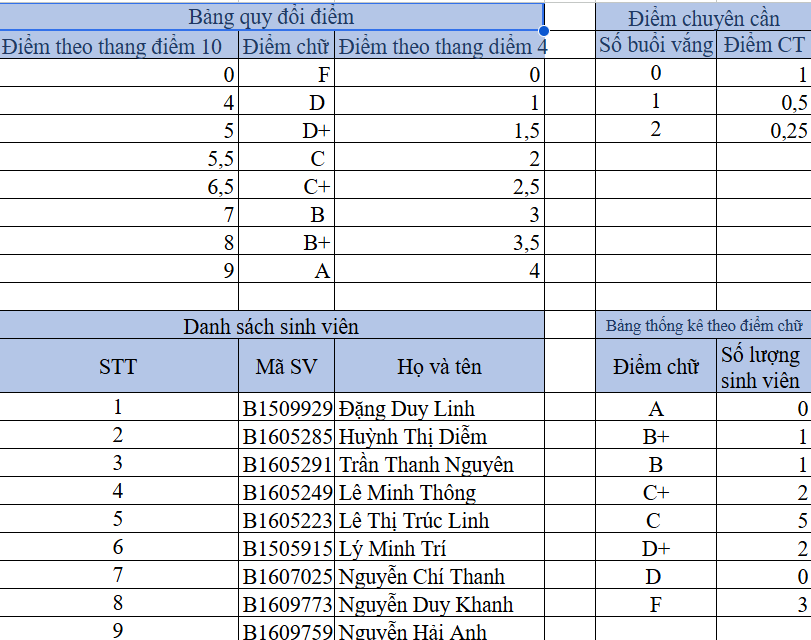 Bảng quy đổi điểm Điểm chuyên cần
Điểm theo thang điểm 10 Điểm chữ Điểm theo thang diểm 4 Số buổi vắng Điểm CT
0 F 0 0 1
4 D 1 1 0,5
5 D+ 1,5 2 0,25
5,5 C 2
6,5 C+ 2,5
7 B 3
8 B+ 3,5
9 A 4
Danh sách sinh viên Bảng thống kê theo điểm chữ
STT Mã SV Họ và tên Điểm chữ Số lượng
sinh viên
1 B1509929 Đặng Duy Linh A 0
2 B1605285 Huỳnh Thị Diễm B+ 1
3 B1605291 Trần Thanh Nguyên B 1
4 B1605249 Lê Minh Thông C+ 2
5 B1605223 Lê Thị Trúc Linh C 5
6 B1505915 Lý Minh Trí D+ 2
7 B1607025 Nguyễn Chí Thanh D 0
8 B1609773 Nguyễn Duy Khanh F 3
9 B1609759 Nguyễn Hải Anh